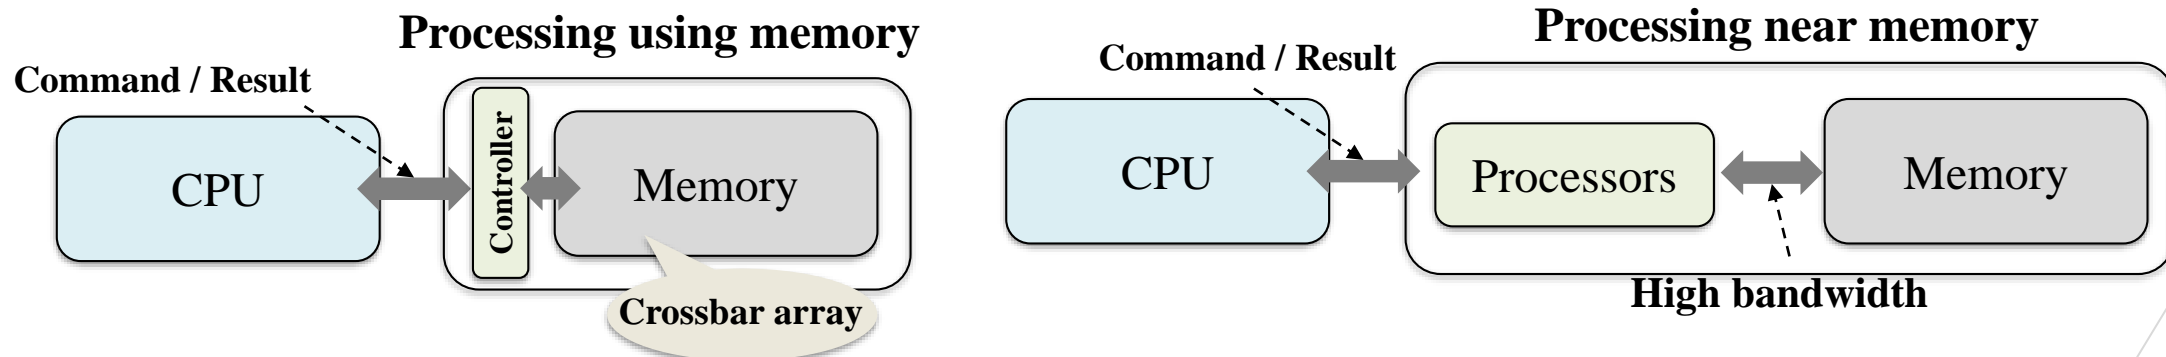 Processing using memory
Command / Result
CPU
Controller
Memory
Crossbar array
Processing near memory
Command / Result
CPU
Processors
Memory
High bandwidth